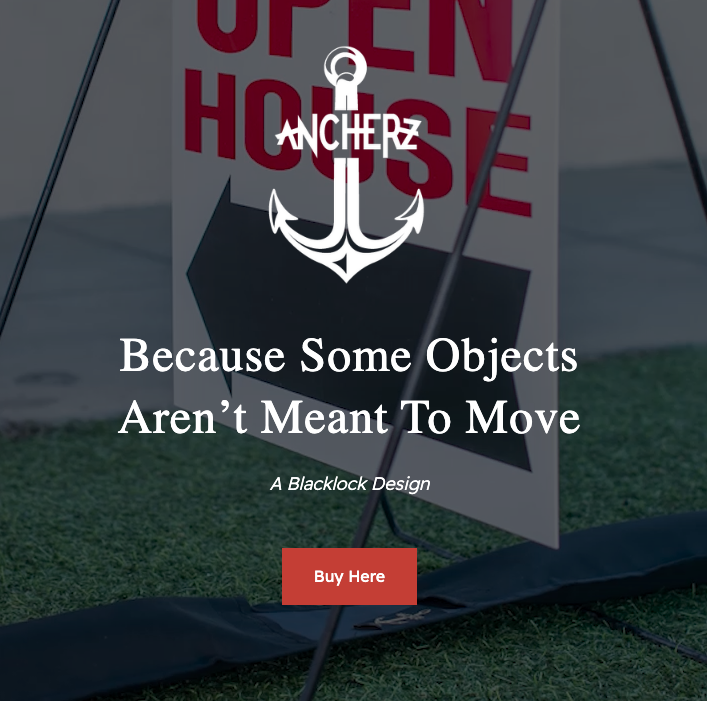 OPEN
HOUSE
ANCHERZ
Because Some Objects
Aren’t Meant To Move
A Blacklock Design
Buy Here